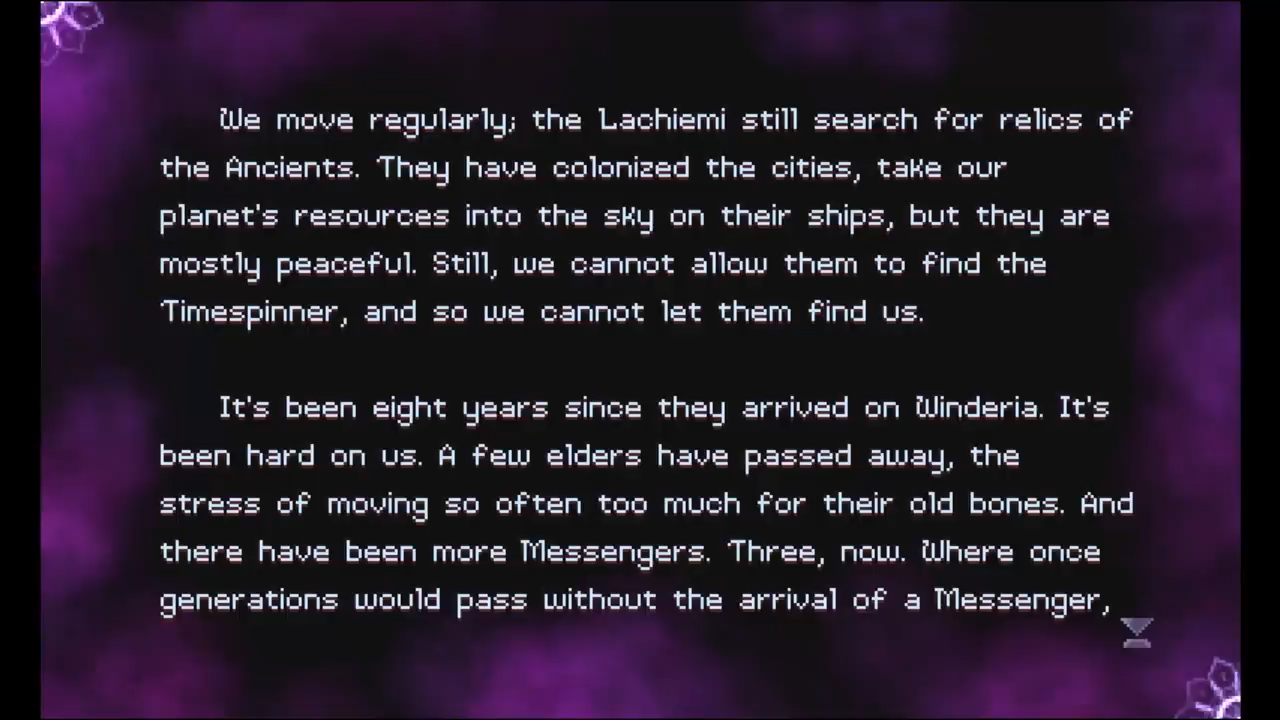 We move regularly; the Lachiemi still search for relics of
the Ancients. They have colonized the cities, take our
planet's resources into the sky on their ships, but they are
mostly peaceful. Still, we cannot allow them to find the
Timespinner, and so we cannot let them find us.
It's been eight years since they arrived on Winderia. It's
been hard on us. A few elders have passed away, the
stress of moving so often too much for their old bones. And
there have been more Messengers. Three, now. Where once
generations would pass without the arrival of a Messenger,